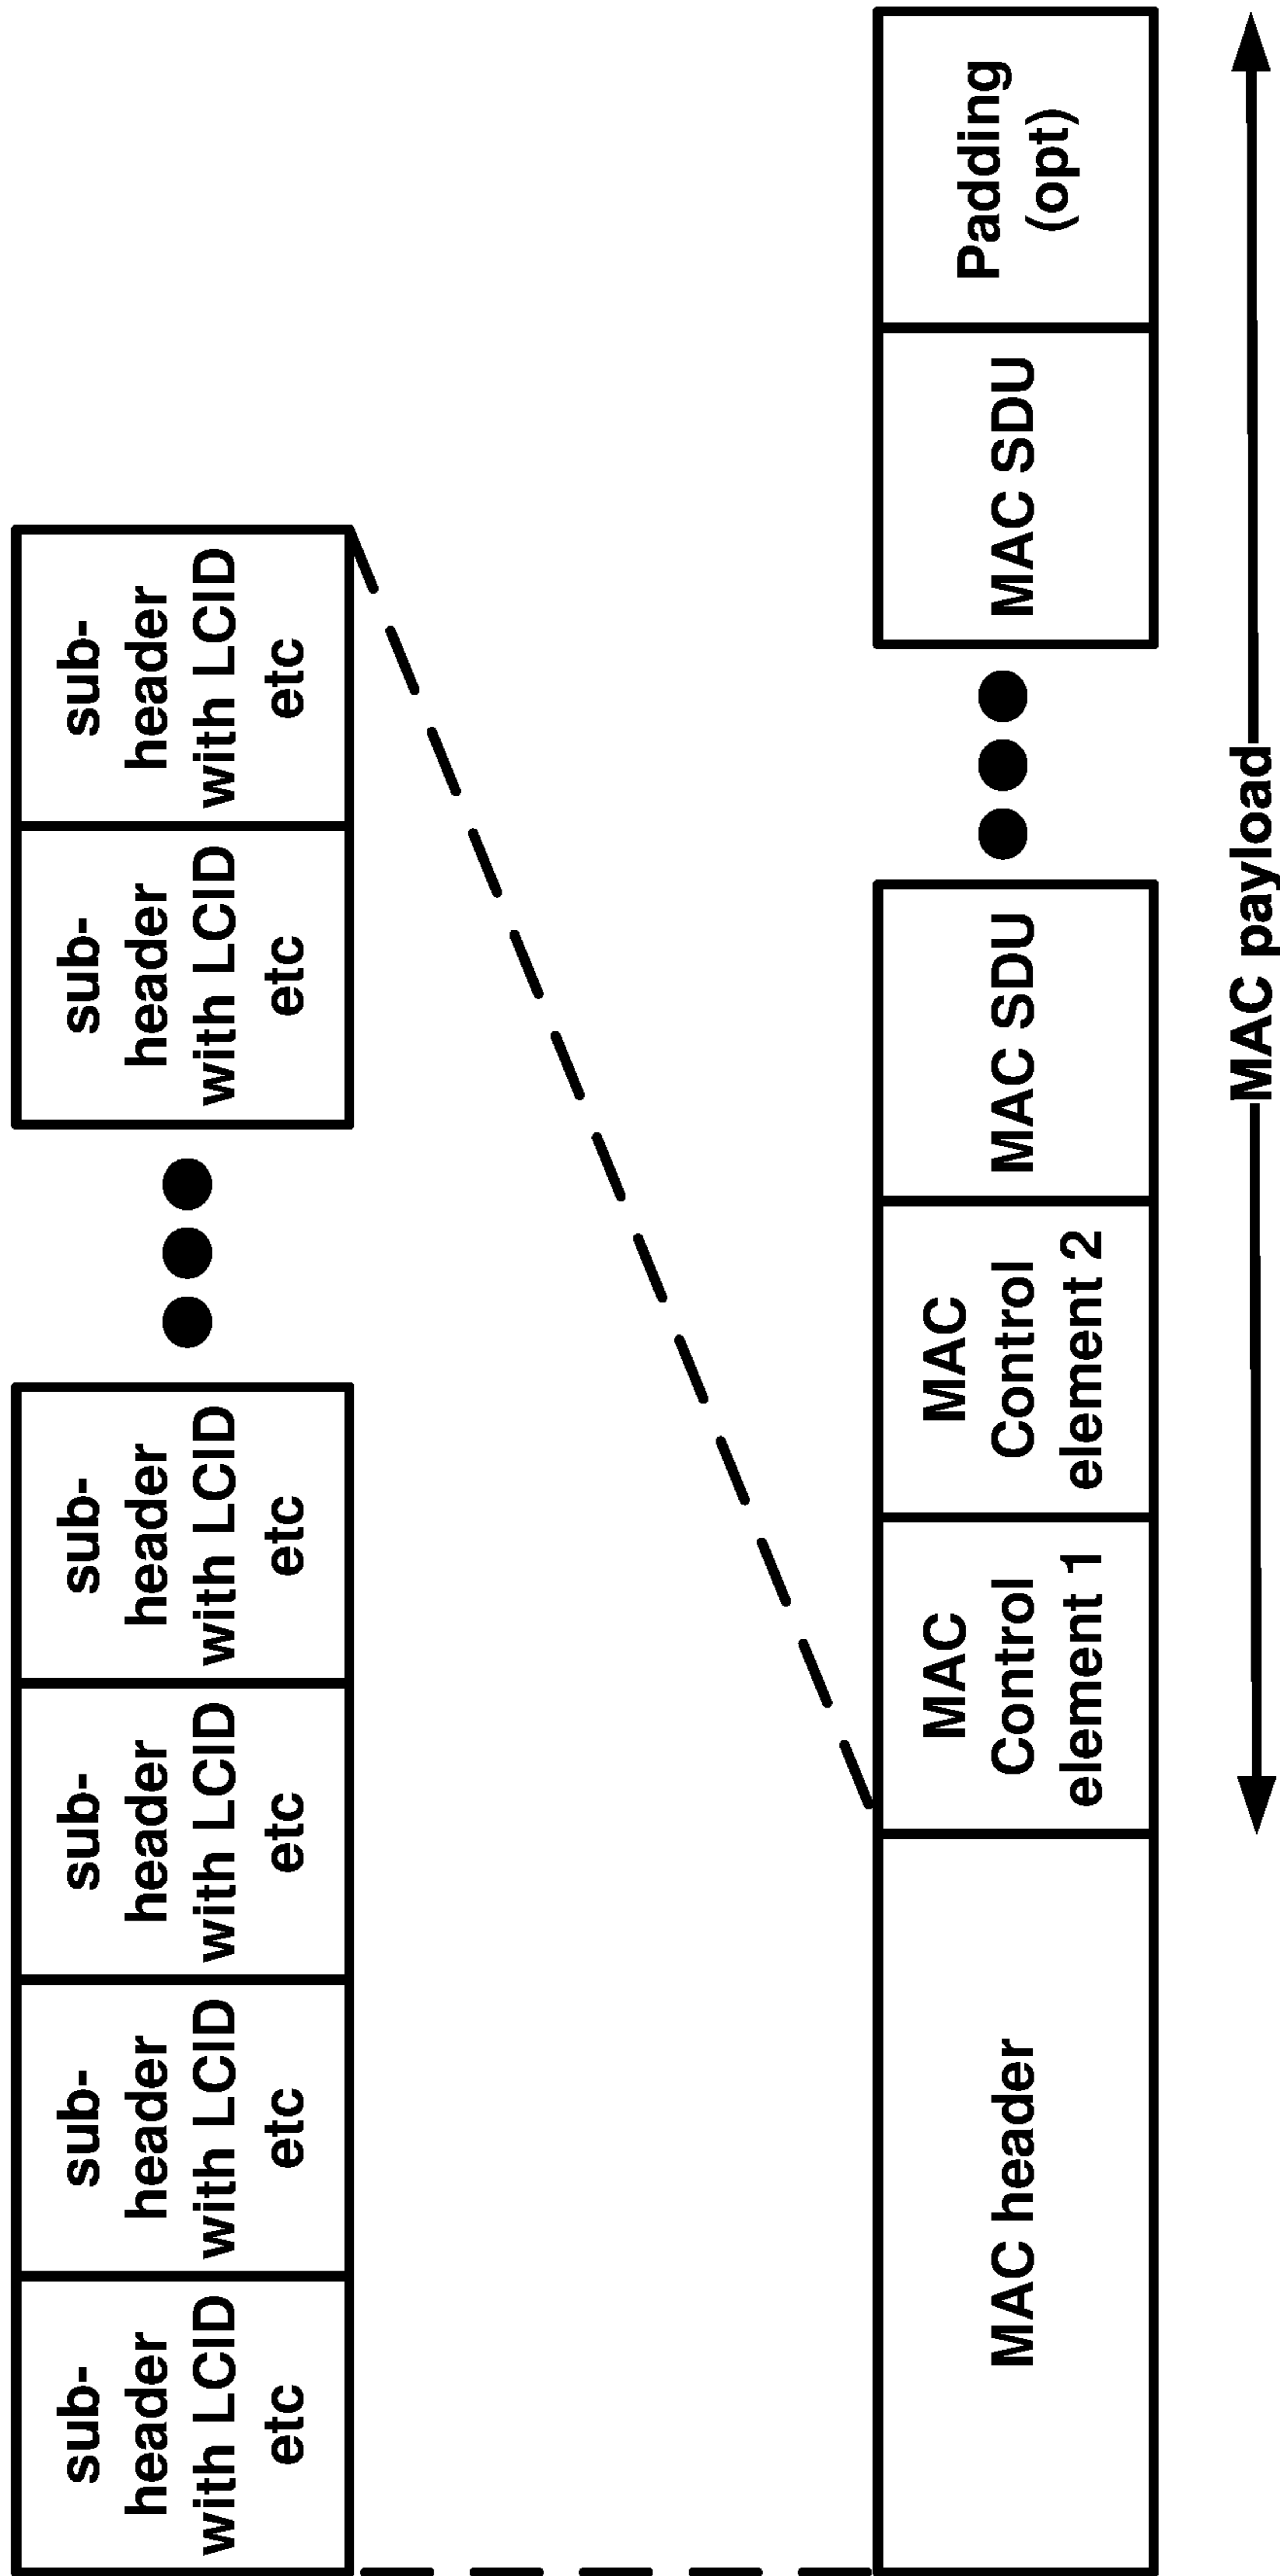 sub-
header
with LCID
etc
sub-
header
with LCID
etc
sub-
header
with LCID
etc
sub-
header
with LCID
etc
sub-
header
with LCID
etc
sub-
header
with LCID
etc
MAC header
MAC
Control
element 1
MAC
Control
element 2
MAC SDU
MAC SDU
Padding
(opt)
MAC payload